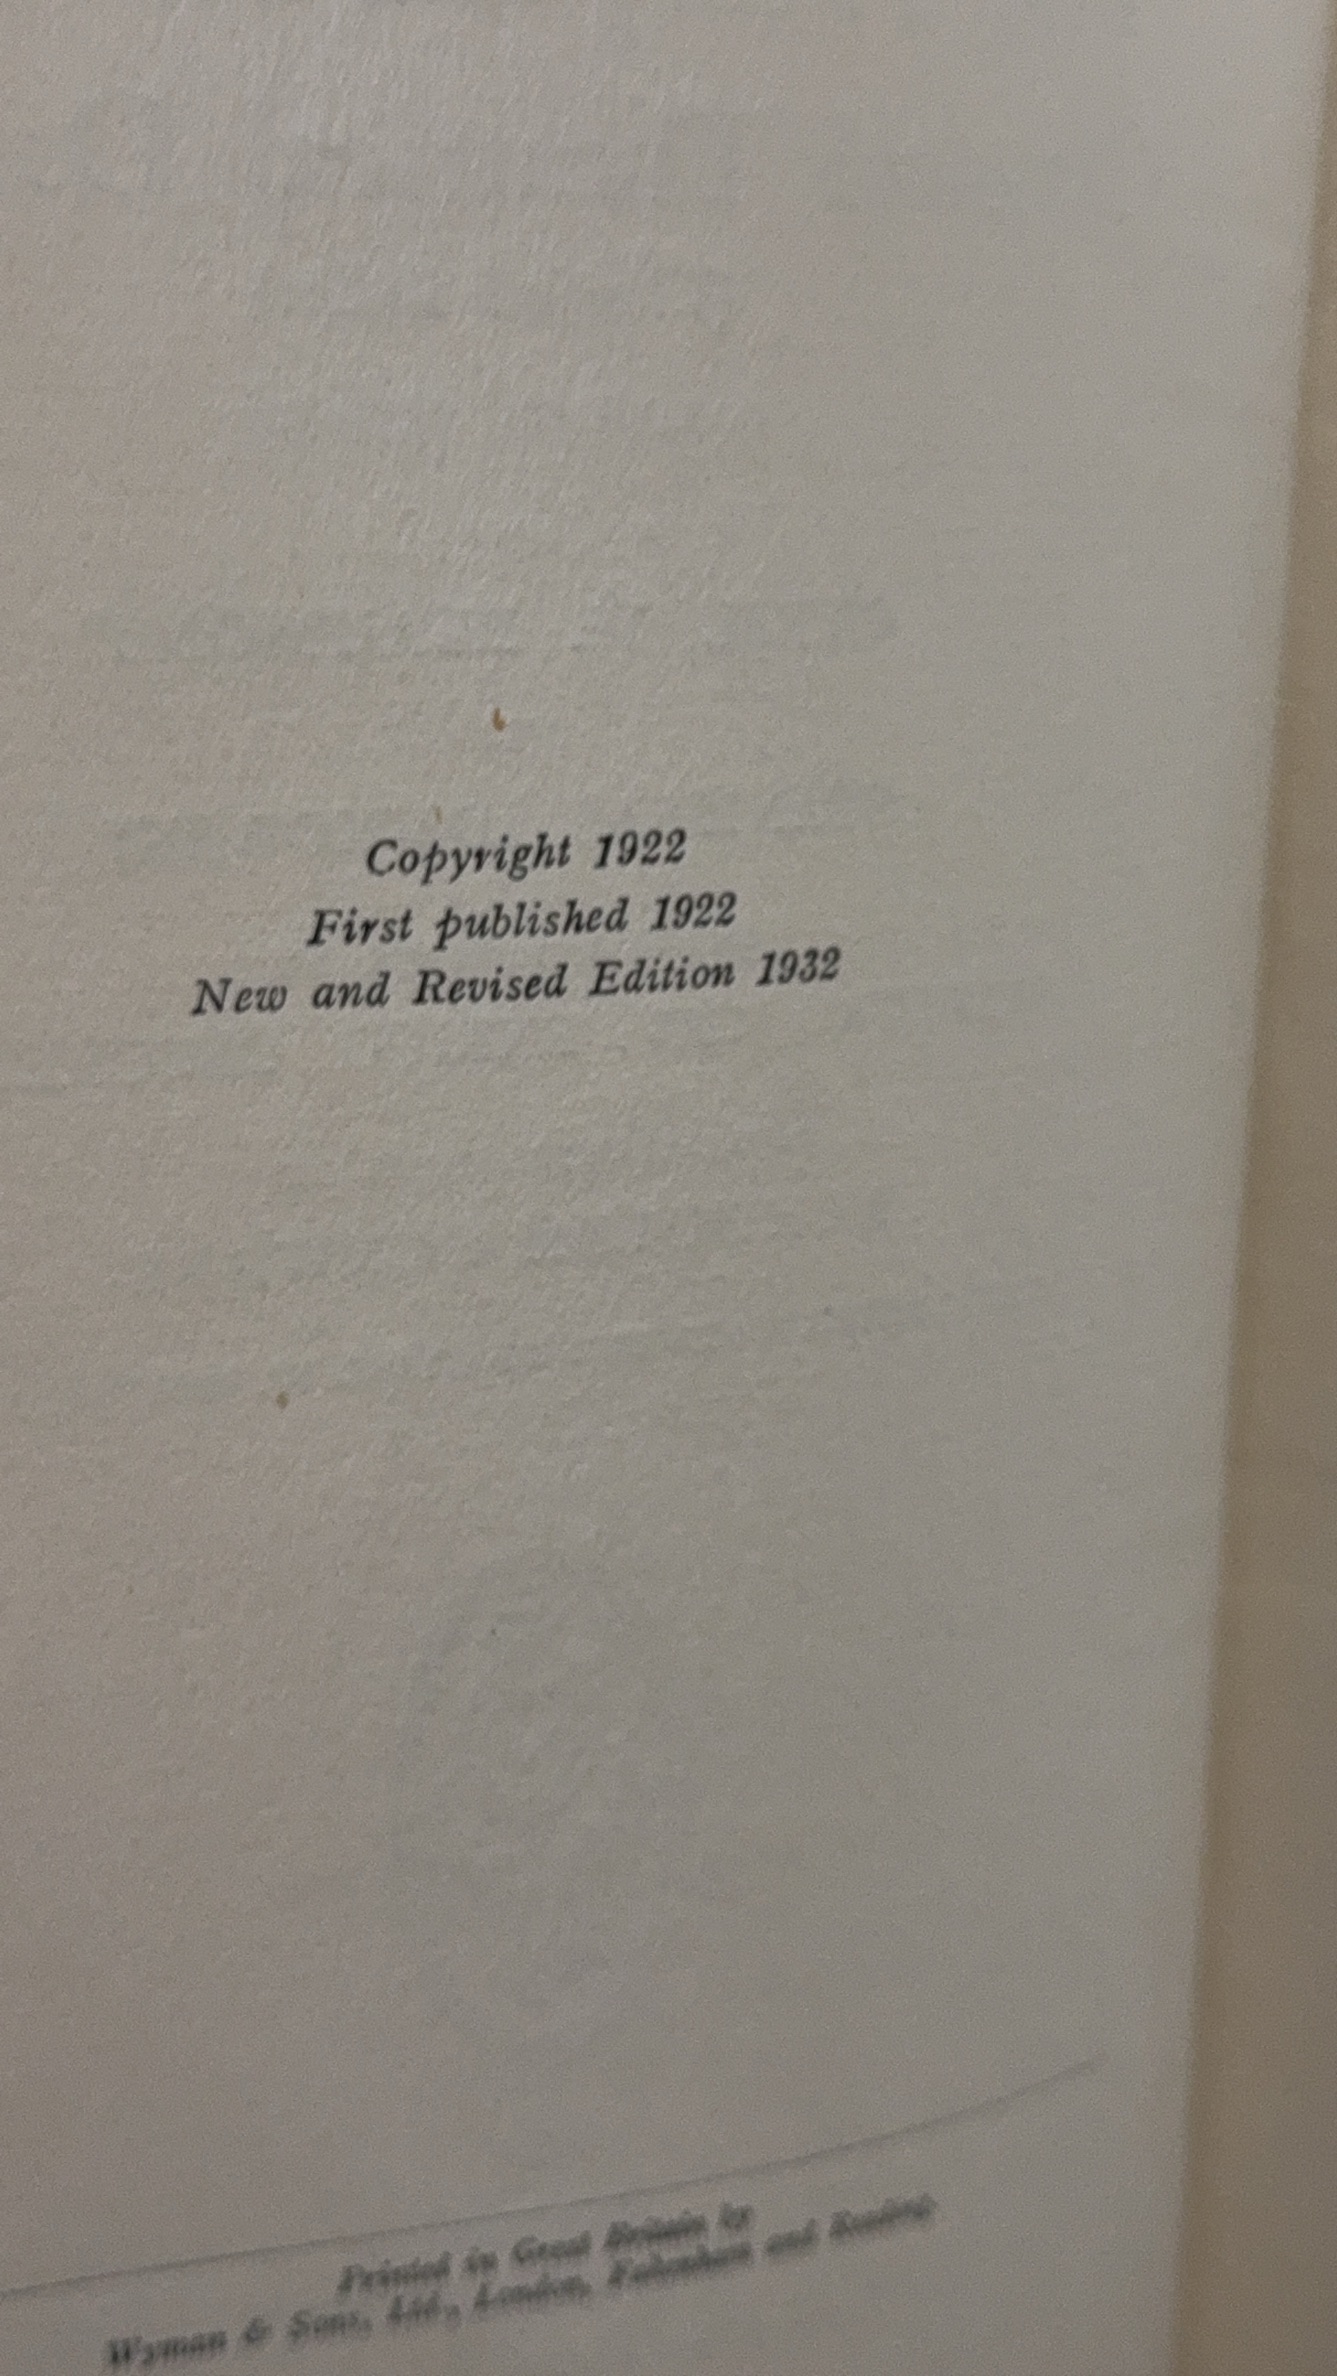 Copyright 1922
First published 1922
New and Revised Edition 1932
Printed in Great Britain by
Wyman & Sons, Ltd., London, Fakenham and Reading.